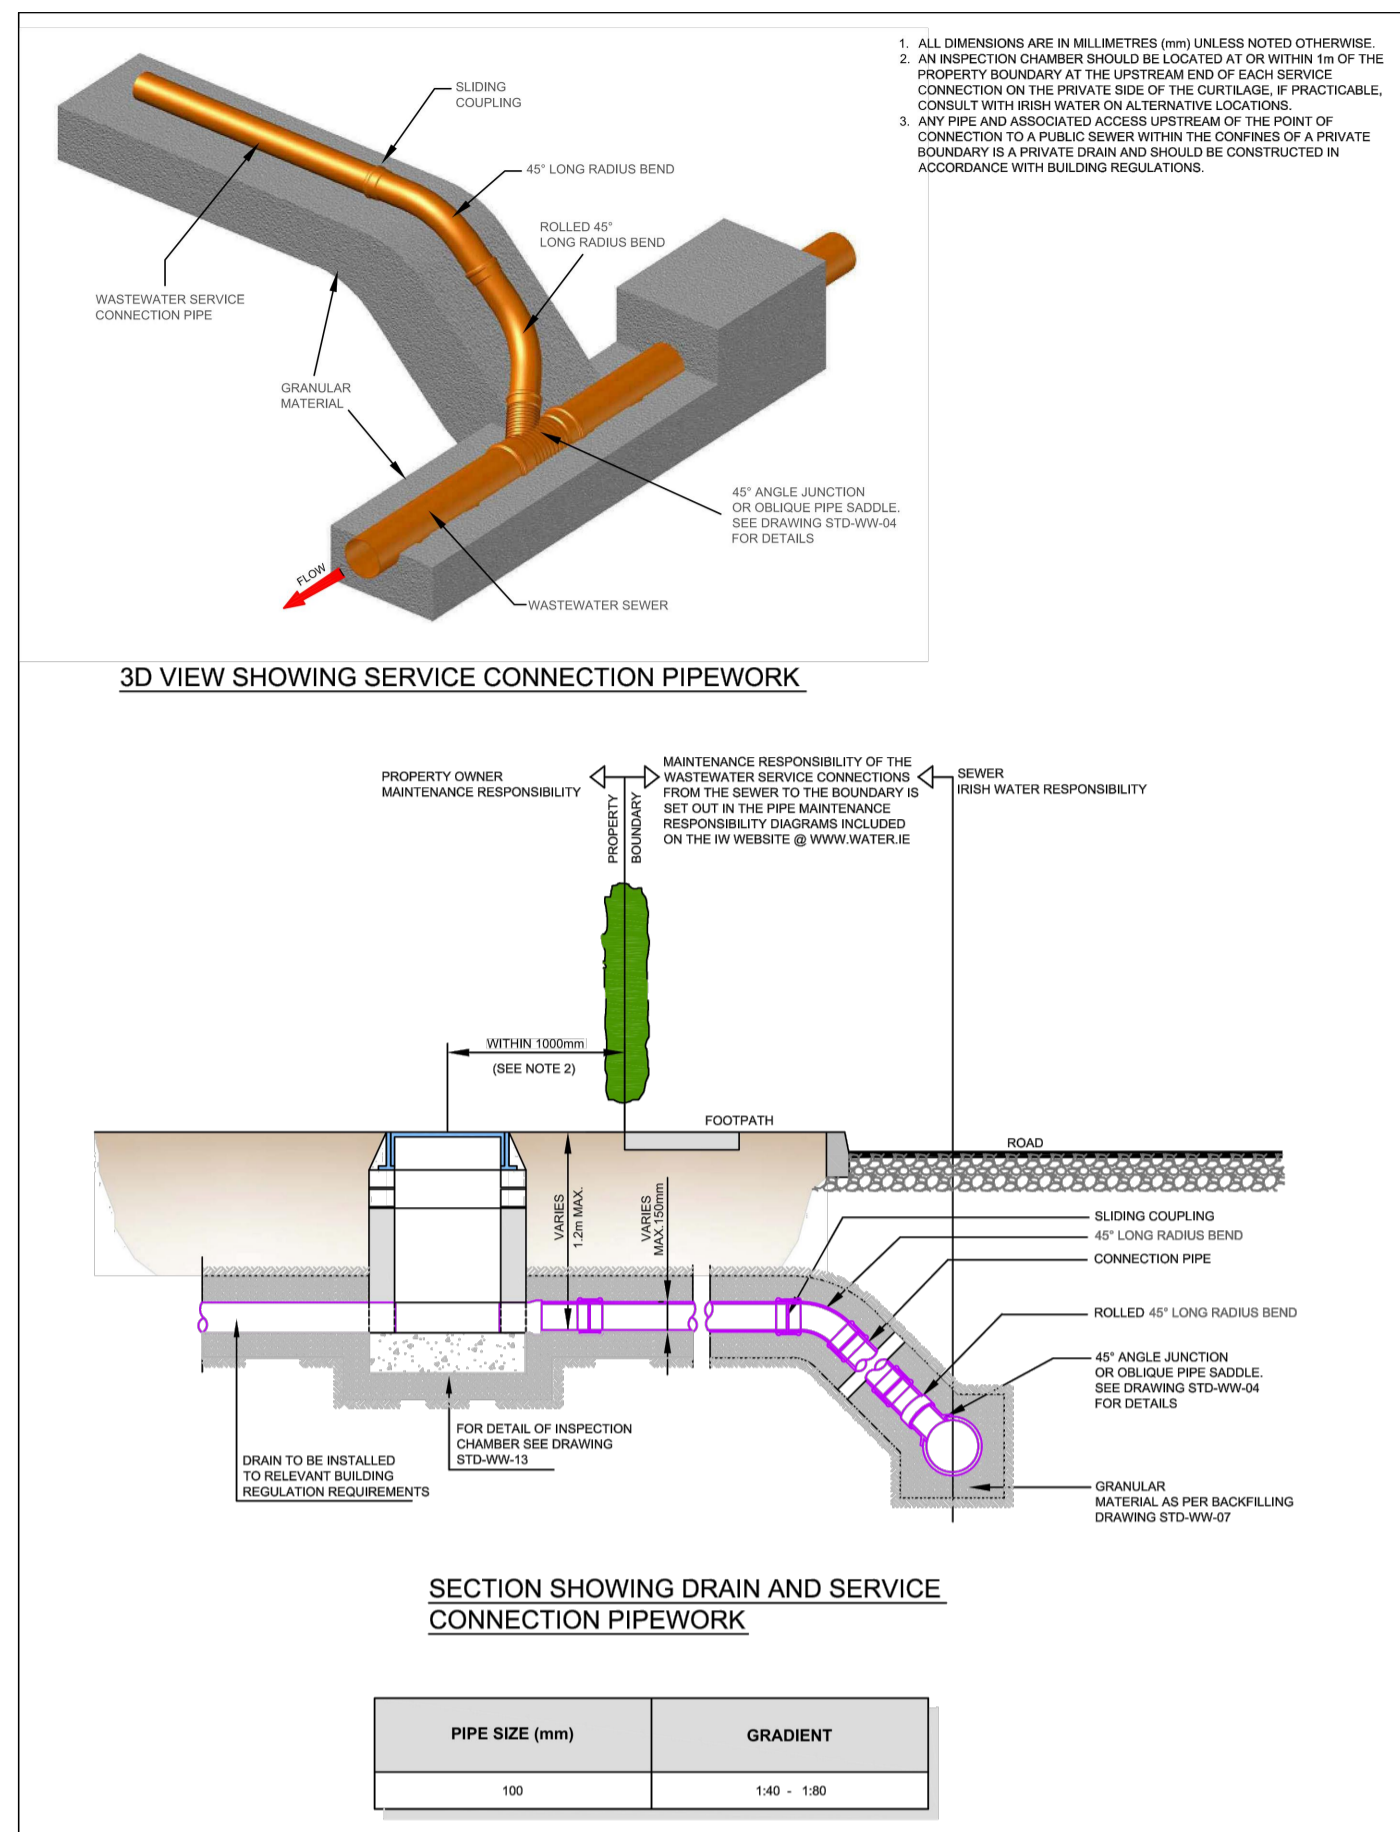 1. ALL DIMENSIONS ARE IN MILLIMETRES (mm) UNLESS NOTED OTHERWISE.
2. AN INSPECTION CHAMBER SHOULD BE LOCATED AT OR WITHIN 1m OF THE
PROPERTY BOUNDARY AT THE UPSTREAM END OF EACH SERVICE
CONNECTION ON THE PRIVATE SIDE OF THE CURTILAGE, IF PRACTICABLE,
CONSULT WITH IRISH WATER ON ALTERNATIVE LOCATIONS.
3. ANY PIPE AND ASSOCIATED ACCESS UPSTREAM OF THE POINT OF
CONNECTION TO A PUBLIC SEWER WITHIN THE CONFINES OF A PRIVATE
BOUNDARY IS A PRIVATE DRAIN AND SHOULD BE CONSTRUCTED IN
ACCORDANCE WITH BUILDING REGULATIONS.
SLIDING
COUPLING
45° LONG RADIUS BEND
ROLLED 45°
LONG RADIUS BEND
WASTEWATER SERVICE
CONNECTION PIPE
GRANULAR
MATERIAL
45° ANGLE JUNCTION
OR OBLIQUE PIPE SADDLE.
SEE DRAWING STD-WW-04
FOR DETAILS
FLOW
WASTEWATER SEWER
3D VIEW SHOWING SERVICE CONNECTION PIPEWORK
PROPERTY OWNER
MAINTENANCE RESPONSIBILITY
PROPERTY
BOUNDARY
MAINTENANCE RESPONSIBILITY OF THE
WASTEWATER SERVICE CONNECTIONS
FROM THE SEWER TO THE BOUNDARY IS
SET OUT IN THE PIPE MAINTENANCE
RESPONSIBILITY DIAGRAMS INCLUDED
ON THE IW WEBSITE @ WWW.WATER.IE
SEWER
IRISH WATER RESPONSIBILITY
WITHIN 1000mm
(SEE NOTE 2)
FOOTPATH
ROAD
VARIES
1.2m MAX.
VARIES
MAX.150mm
SLIDING COUPLING
45° LONG RADIUS BEND
CONNECTION PIPE
ROLLED 45° LONG RADIUS BEND
45° ANGLE JUNCTION
OR OBLIQUE PIPE SADDLE.
SEE DRAWING STD-WW-04
FOR DETAILS
FOR DETAIL OF INSPECTION
CHAMBER SEE DRAWING
STD-WW-13
DRAIN TO BE INSTALLED
TO RELEVANT BUILDING
REGULATION REQUIREMENTS
GRANULAR
MATERIAL AS PER BACKFILLING
DRAWING STD-WW-07
SECTION SHOWING DRAIN AND SERVICE
CONNECTION PIPEWORK
PIPE SIZE (mm) GRADIENT
100 1:40 - 1:80